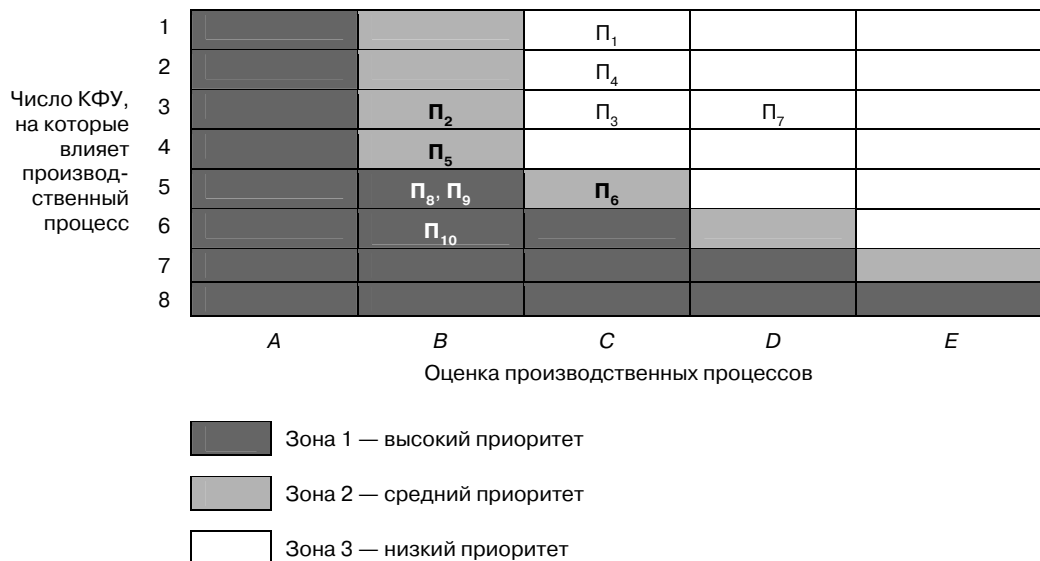 1 П₁
2 П₄
Число КФУ,
на которые
влияет
производ-
ственный
процесс
3 П₂ П₃ П₇
4 П₅
5 П₈, П₉ П₆
6 П₁₀
7
8
A B C D E
Оценка производственных процессов
Зона 1 — высокий приоритет
Зона 2 — средний приоритет
Зона 3 — низкий приоритет